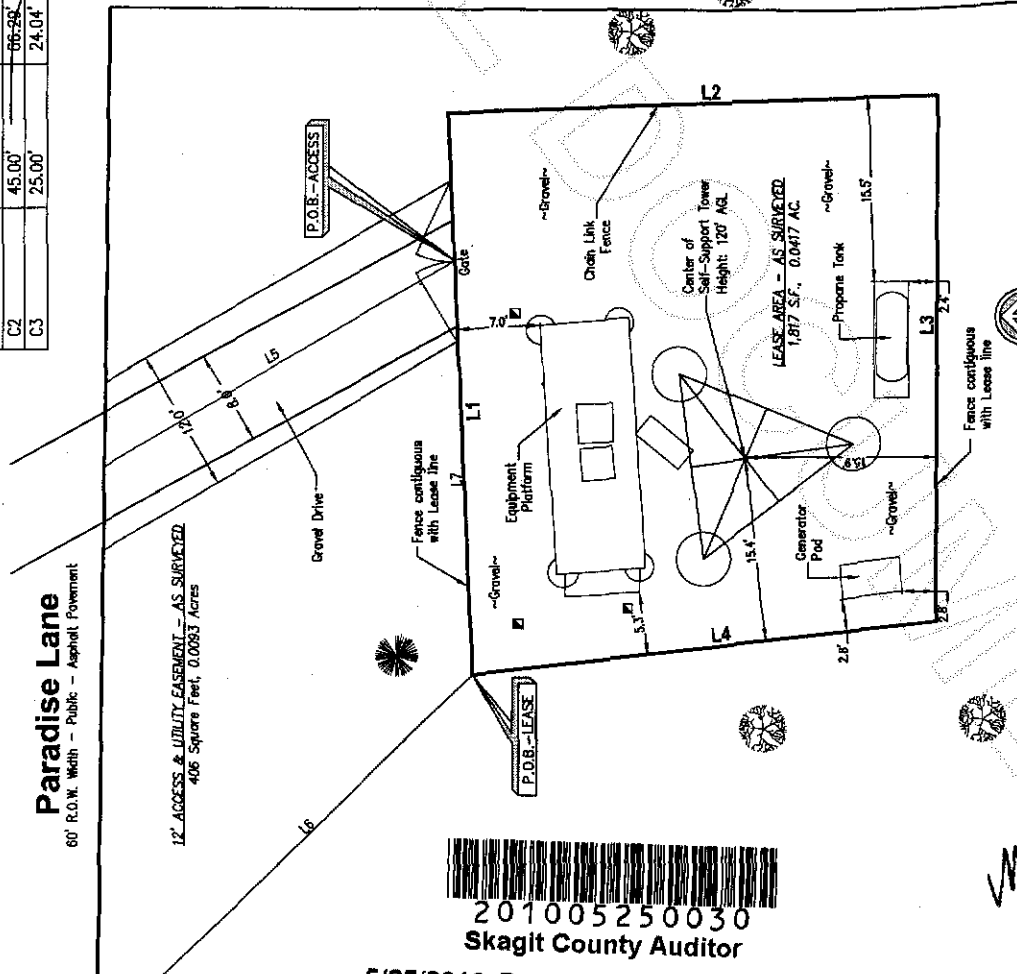 C2 45.00' 66.29'
C3 25.00' 24.04'
Paradise Lane
60' R.O.W. Width - Public - Asphalt Pavement
12' ACCESS & UTILITY EASEMENT - AS SURVEYED
406 Square Feet, 0.0093 Acres
P.O.B.-ACCESS
L5
12.0'
8.0'
Gravel Drive
Gate
L2
~Gravel~
Chain Link
Fence
7.0'
L1
L7
Fence contiguous
with Lease line
~Gravel~
Equipment
Platform
Center of
Self-Support Tower
Height: 120' AGL
LEASE AREA - AS SURVEYED
1,817 S.F., 0.0417 AC.
~Gravel~
15.5'
Propane Tank
2.4'
L3
Fence contiguous
with Lease line
15.9'
15.4'
Generator
Pad
~Gravel~
5.3'
L4
2.8'
2.8'
P.O.B.-LEASE
L6
201005250030
Skagit County Auditor